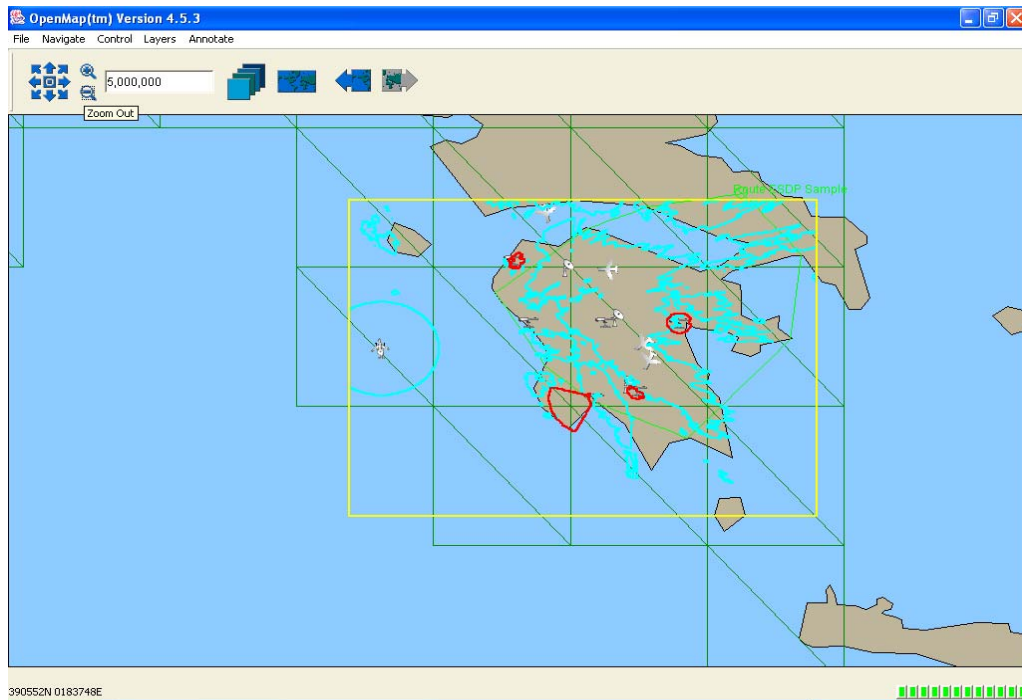 OpenMap(tm) Version 4.5.3
File Navigate Control Layers Annotate
5,000,000
Zoom Out
Route ESDP Sample
390552N 0183748E